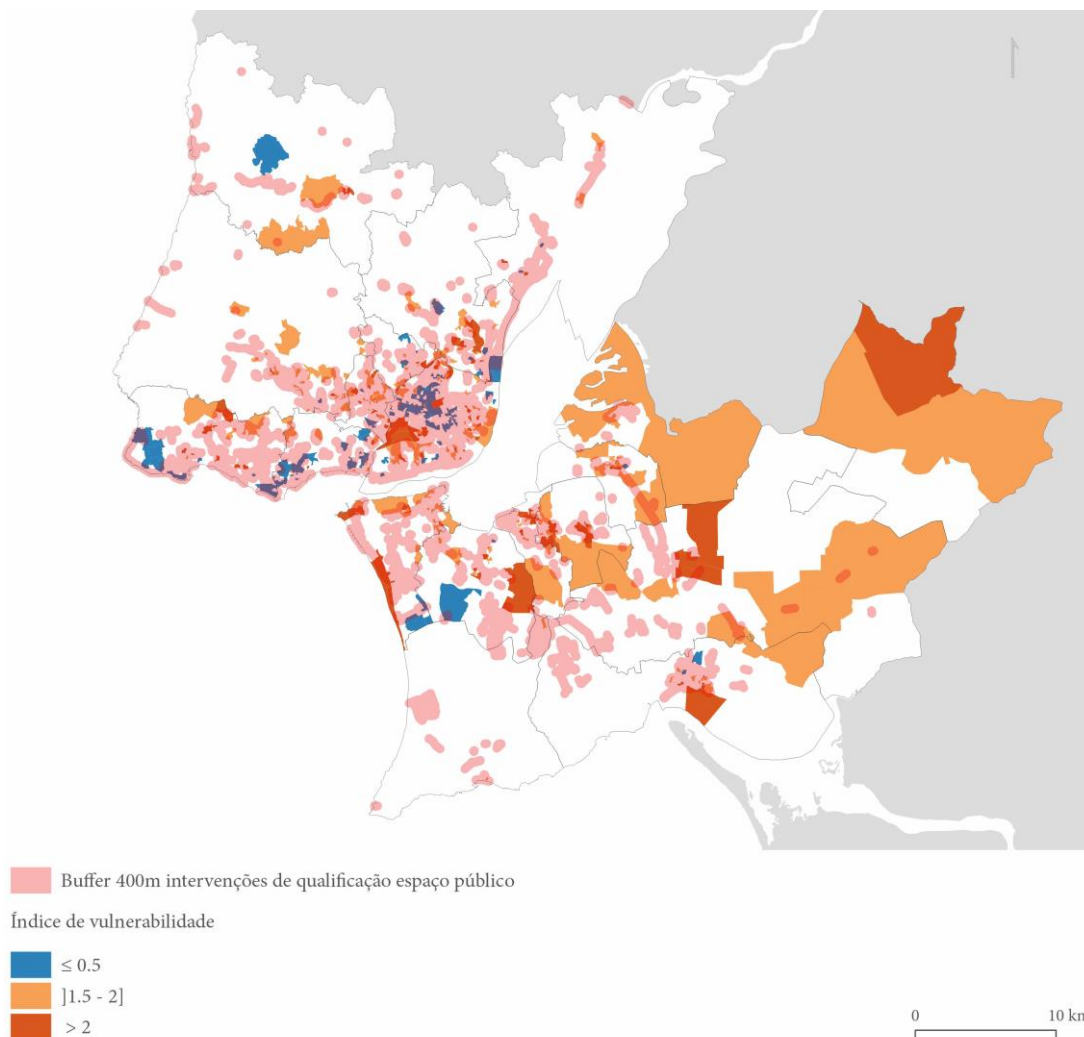 Buffer 400m intervenções de qualificação espaço público
Índice de vulnerabilidade
≤ 0.5
]1.5 - 2]
> 2
0 10 km